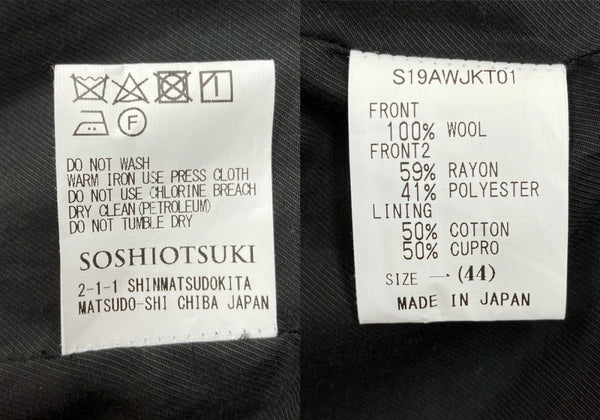 F
DO NOT WASH
WARM IRON USE PRESS CLOTH
DO NOT USE CHLORINE BREACH
DRY CLEAN(PETROLEUM)
DO NOT TUMBLE DRY
SOSHIOTSUKI
2-1-1 SHINMATSUDOKITA
MATSUDO-SHI CHIBA JAPAN
S19AWJKT01
FRONT
100% WOOL
FRONT2
59% RAYON
41% POLYESTER
LINING
50% COTTON
50% CUPRO
SIZE — (44)
MADE IN JAPAN